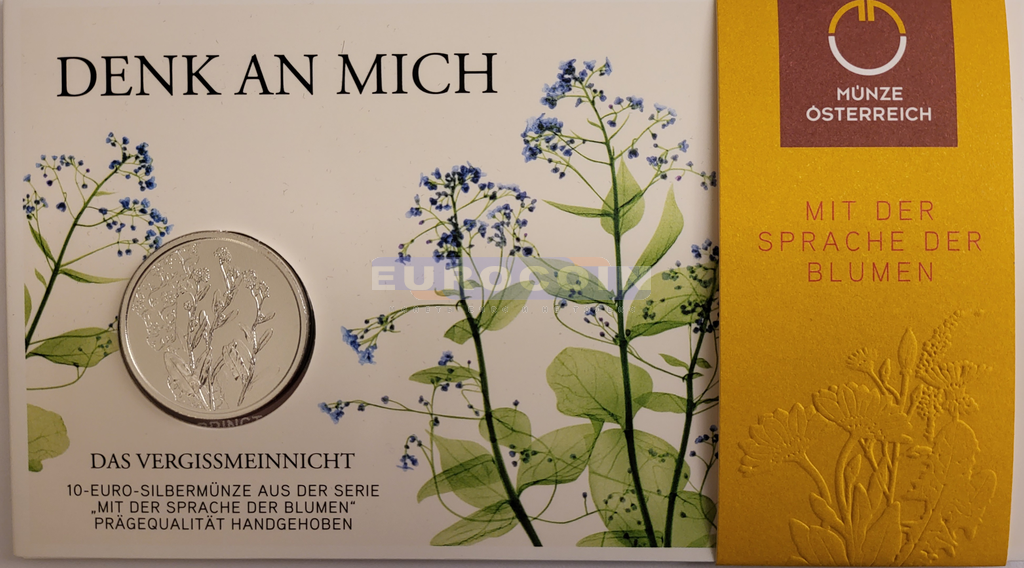 DENK AN MICH
MÜNZE
ÖSTERREICH
MIT DER
SPRACHE DER
BLUMEN
EUROCOIN
DAS VERGISSMEINNICHT
10-EURO-SILBERMÜNZE AUS DER SERIE
„MIT DER SPRACHE DER BLUMEN“
PRÄGEQUALITÄT HANDGEHOBEN